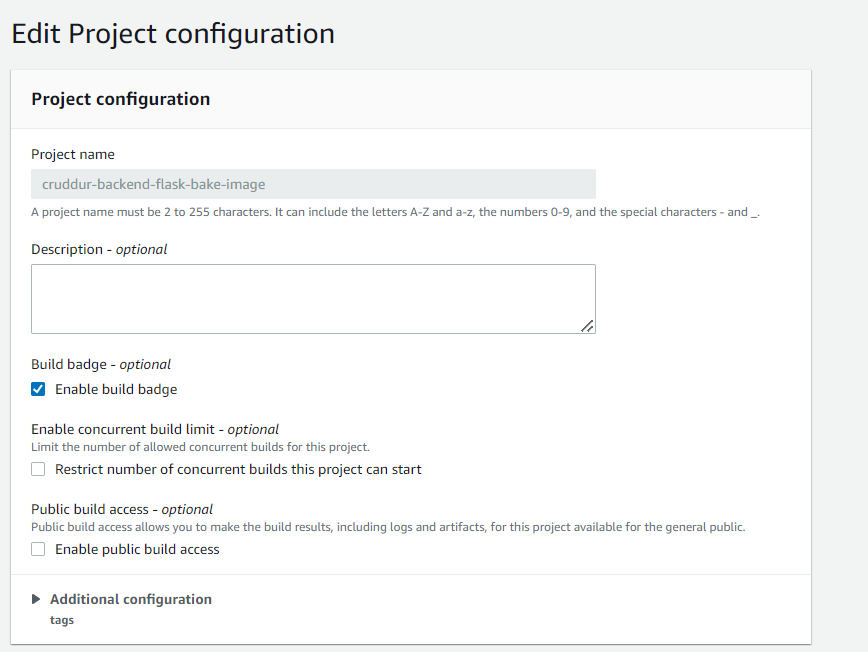 Edit Project configuration
Project configuration
Project name
cruddur-backend-flask-bake-image
A project name must be 2 to 255 characters. It can include the letters A-Z and a-z, the numbers 0-9, and the special characters - and _.
Description - optional
Build badge - optional
Enable build badge
Enable concurrent build limit - optional
Limit the number of allowed concurrent builds for this project.
Restrict number of concurrent builds this project can start
Public build access - optional
Public build access allows you to make the build results, including logs and artifacts, for this project available for the general public.
Enable public build access
Additional configuration
tags